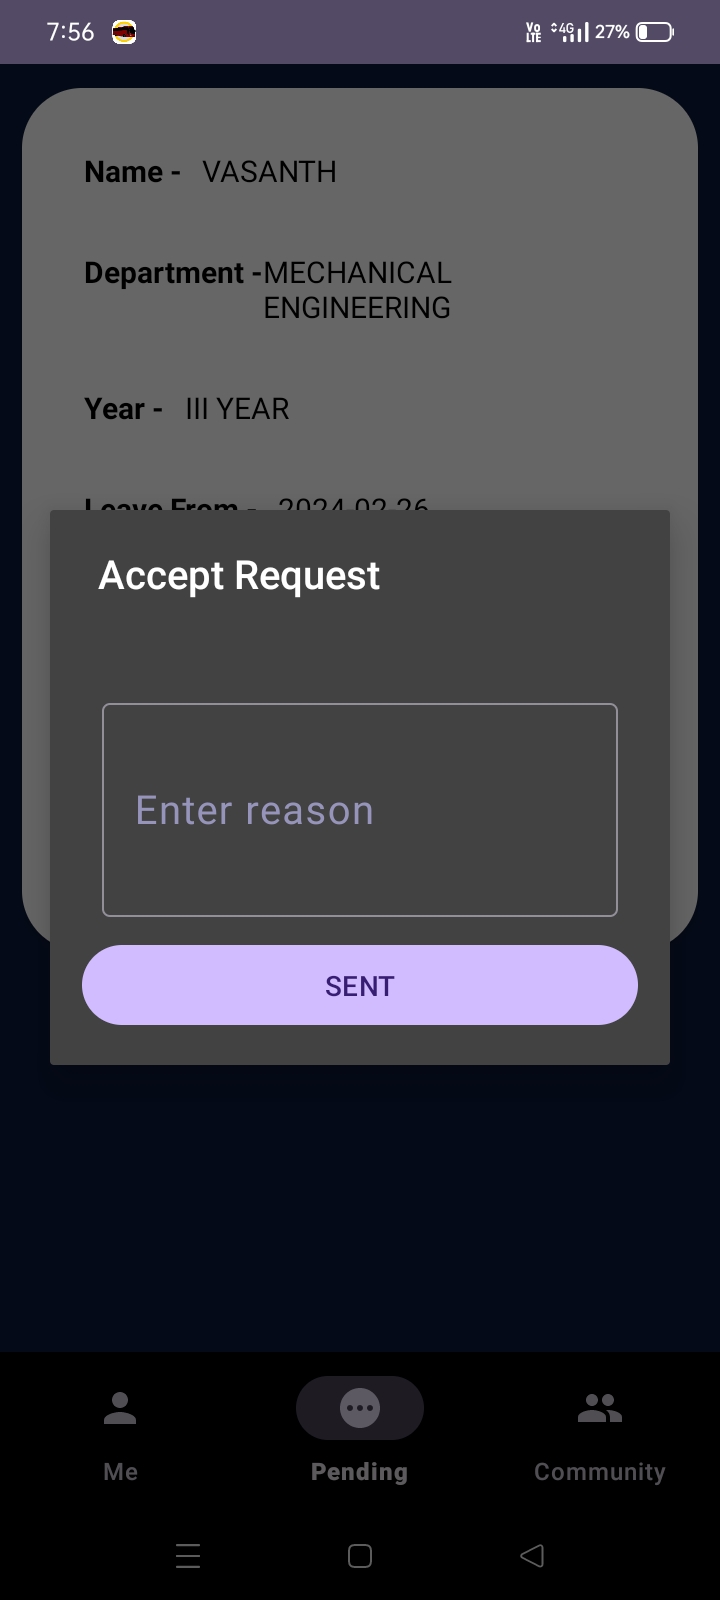 7:56
Vo LTE 4G 27%
Name - VASANTH
Department -MECHANICAL
ENGINEERING
Year - III YEAR
Leave From - 2024-02-26
Accept Request
Enter reason
SENT
Me
Pending
Community